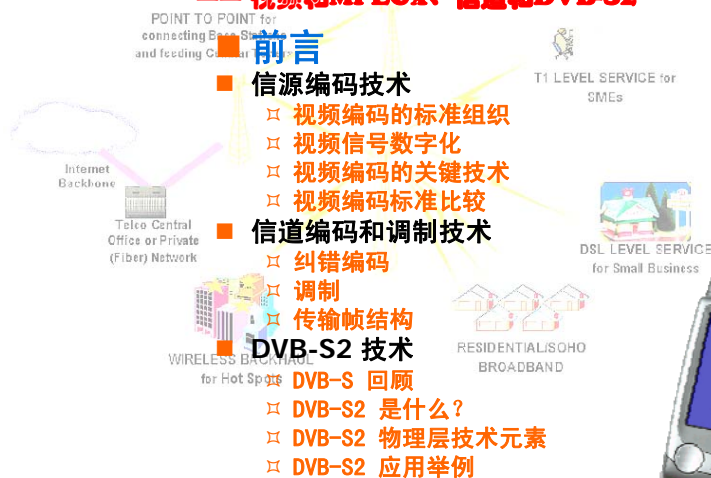 POINT TO POINT for
connecting Base Stations
and feeding
前言
信源编码技术
视频编码的标准组织
视频信号数字化
视频编码的关键技术
视频编码标准比较
信道编码和调制技术
纠错编码
调制
传输帧结构
DVB-S2 技术
DVB-S 回顾
DVB-S2 是什么?
DVB-S2 物理层技术元素
DVB-S2 应用举例
T1 LEVEL SERVICE for
SMEs
Internet
Backbone
Telco Central
Office or Private
(Fiber) Network
DSL LEVEL SERVICE
for Small Business
WIRELESS BACKHAUL
for Hot Spots
RESIDENTIAL/SOHO
BROADBAND